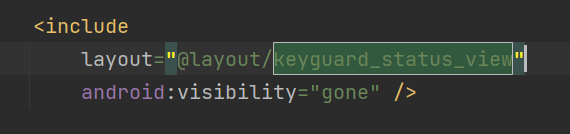 <include
layout="@layout/keyguard_status_view"
android:visibility="gone" />